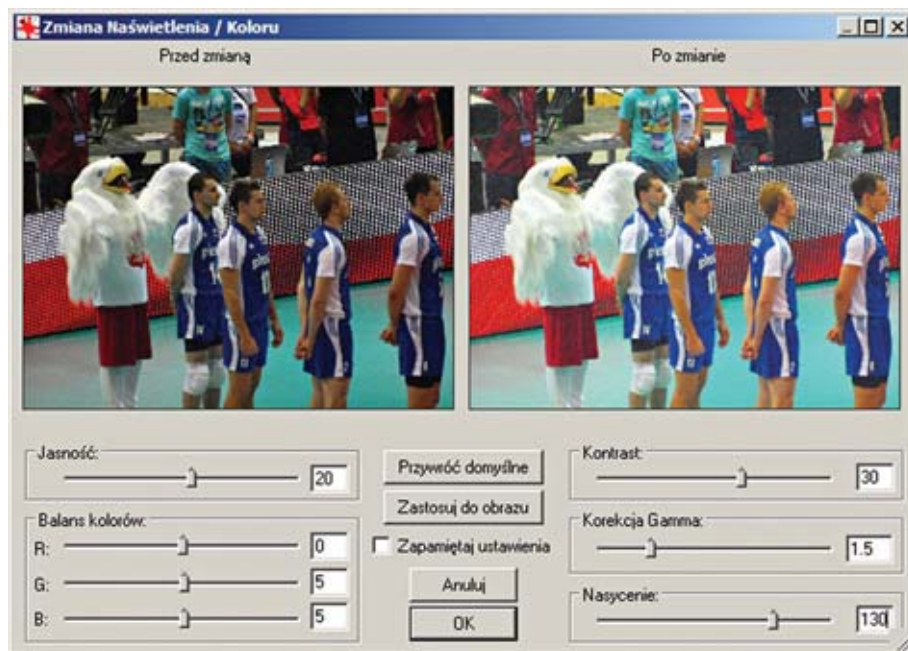 Zmiana Naświetlenia / Koloru
Przed zmianą
Po zmianie
Jasność:
20
Balans kolorów:
R:
0
G:
5
B:
5
Przywróć domyślne
Zastosuj do obrazu
Zapamiętaj ustawienia
Anuluj
OK
Kontrast:
30
Korekcja Gamma:
1.5
Nasycenie:
130